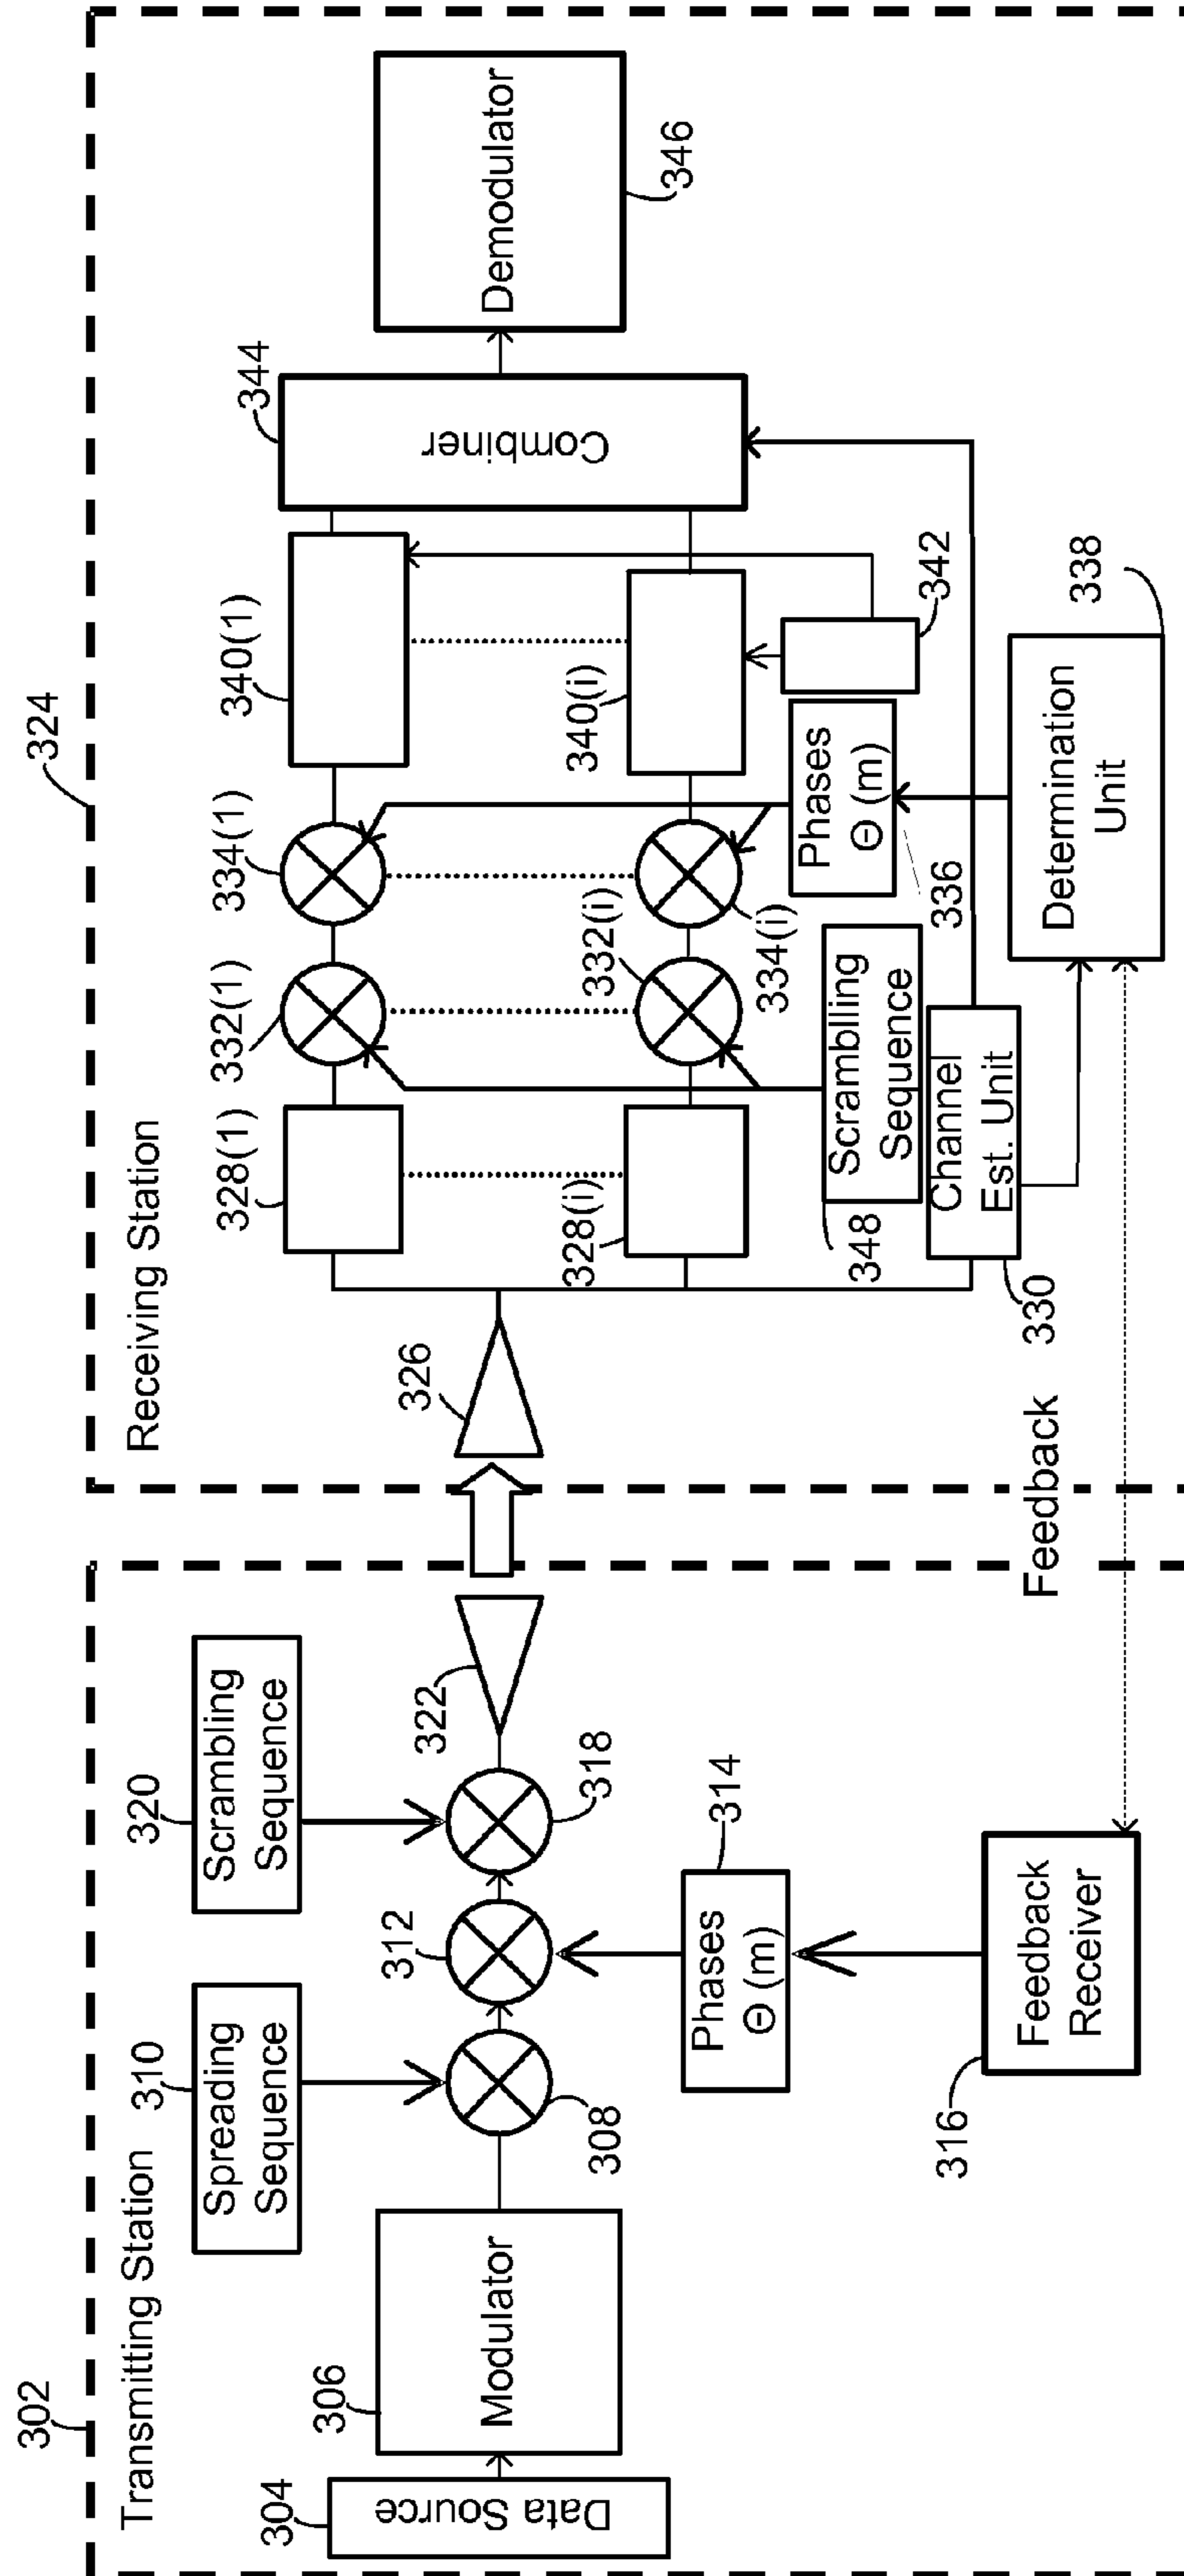 302
Transmitting Station
304
Data Source
306
Modulator
308
310
Spreading
Sequence
312
314
Phases
Θ (m)
316
Feedback
Receiver
318
320
Scrambling
Sequence
322
Feedback
324
Receiving Station
326
328(1)
328(i)
330
Channel
Est. Unit
348
Scramblling
Sequence
332(1)
332(i)
334(1)
334(i)
336
Phases
Θ (m)
338
Determination
Unit
340(1)
340(i)
342
344
Combiner
Demodulator
346